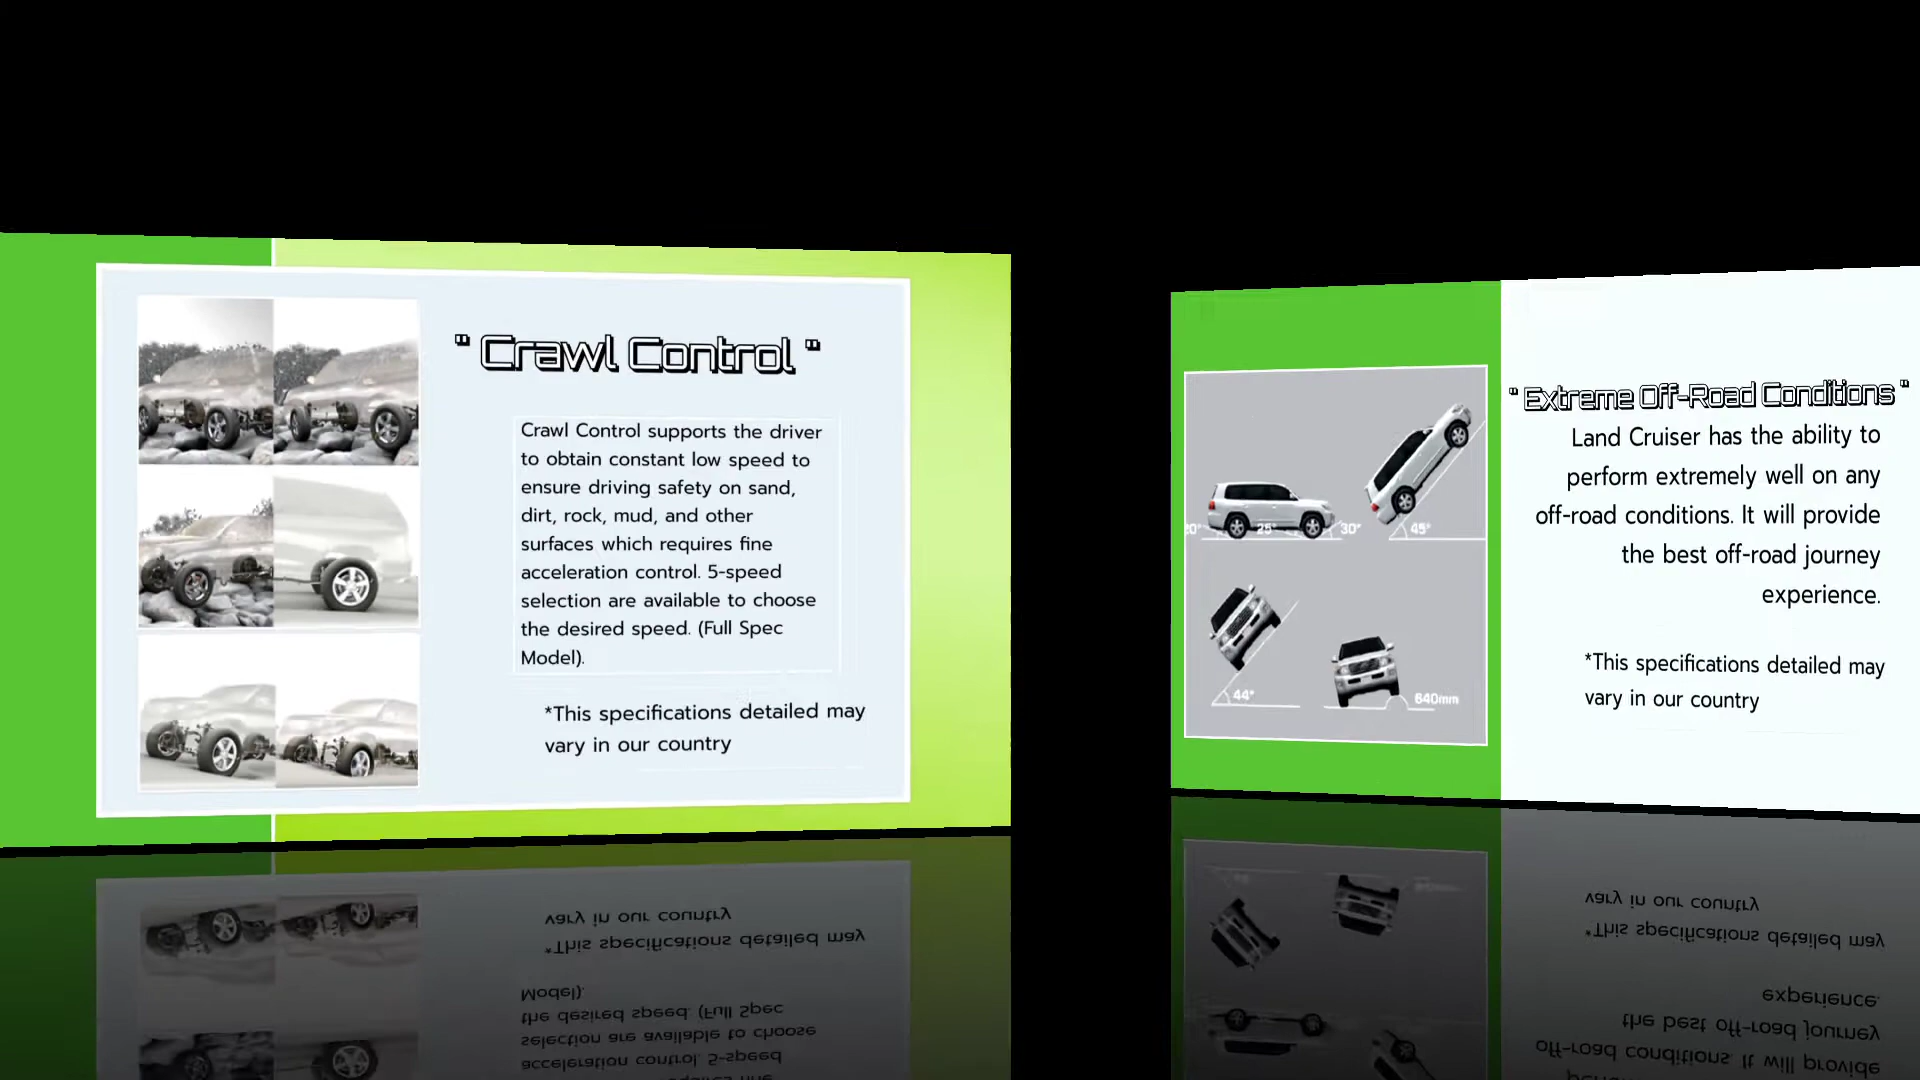 " Crawl Control "
Crawl Control supports the driver
to obtain constant low speed to
ensure driving safety on sand,
dirt, rock, mud, and other
surfaces which requires fine
acceleration control. 5-speed
selection are available to choose
the desired speed. (Full Spec
Model).
*This specifications detailed may
vary in our country
" Extreme Off-Road Conditions "
Land Cruiser has the ability to
perform extremely well on any
off-road conditions. It will provide
the best off-road journey
experience.
*This specifications detailed may
vary in our country
25° 30° 45°
44° 640mm